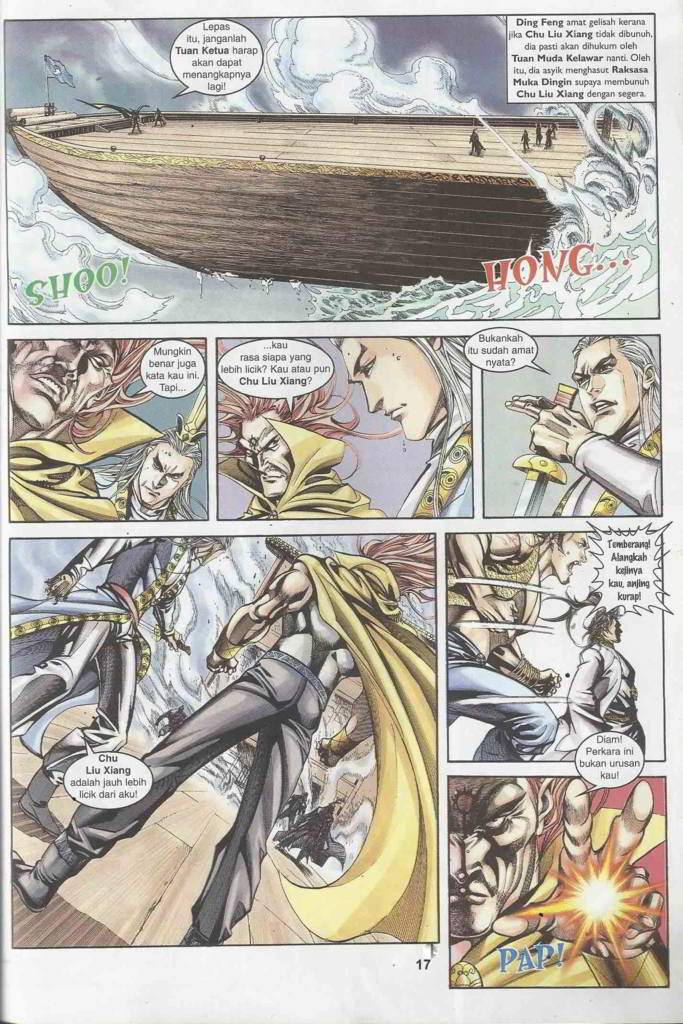 Lepas
itu, janganlah
Tuan Ketua harap
akan dapat
menangkapnya
lagi!
Ding Feng amat gelisah kerana
jika Chu Liu Xiang tidak dibunuh,
dia pasti akan dihukum oleh
Tuan Muda Kelawar nanti. Oleh
itu, dia asyik menghasut Raksasa
Muka Dingin supaya membunuh
Chu Liu Xiang dengan segera.
SHOO!
HONG...
Mungkin
benar juga
kata kau ini.
Tapi...
...kau
rasa siapa yang
lebih licik? Kau atau pun
Chu Liu Xiang?
Bukankah
itu sudah amat
nyata?
Chu
Liu Xiang
adalah jauh lebih
licik dari aku!
Temberang!
Alangkah
kejinya
kau, anjing
kurap!
Diam!
Perkara ini
bukan urusan
kau!
PAP!
17